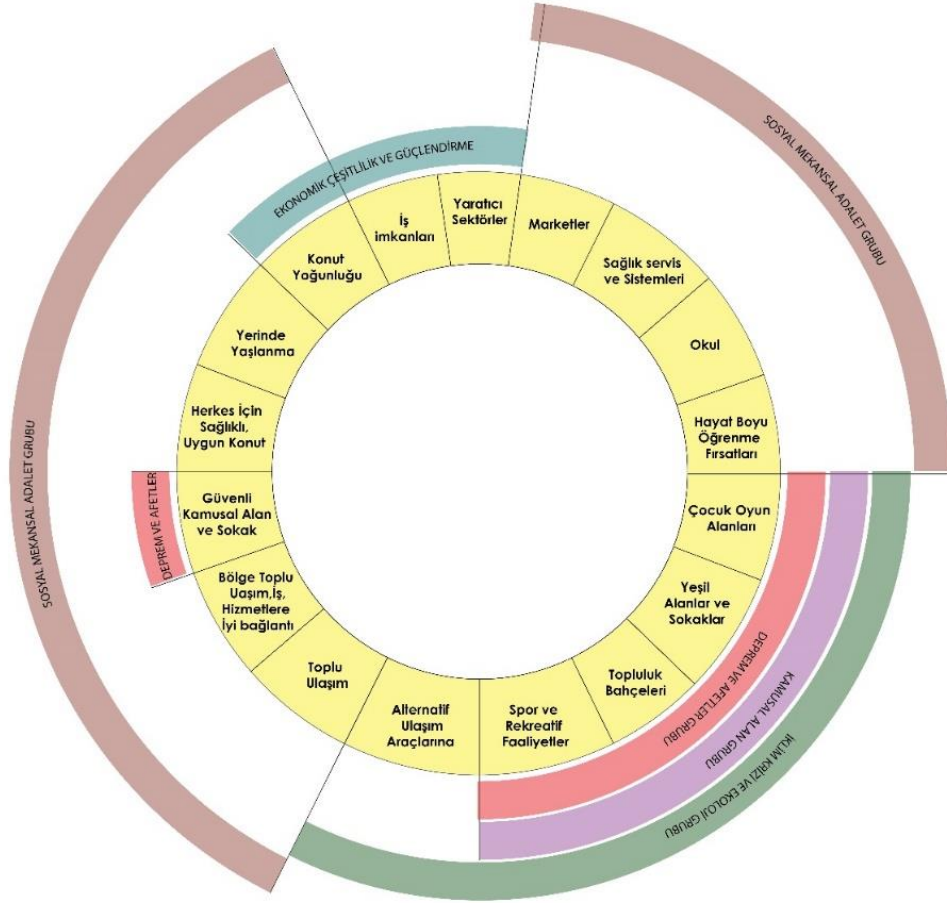 SOSYAL MEKANSAL ADALET GRUBU
EKONOMİK ÇEŞİTLİLİK VE GÜÇLENDİRME
Yaratıcı
Sektörler
Marketler
Sağlık servis
ve Sistemleri
Okul
Hayat Boyu
Öğrenme
Fırsatları
Çocuk Oyun
Alanları
Yeşil
Alanlar ve
Sokaklar
Topluluk
Bahçeleri
Spor ve
Rekreatif
Faaliyetler
Alternatif
Ulaşım
Araçlarına
Toplu
Ulaşım
Bölge Toplu
Uaşım,İş,
Hizmetlere
İyi bağlantı
Güvenli
Kamusal Alan
ve Sokak
Herkes İçin
Sağlıklı,
Uygun Konut
Yerinde
Yaşlanma
Konut
Yoğunluğu
İş
imkanları
DEPREM VE AFETLER GRUBU
KAMUSAL ALAN GRUBU
İKLİM KRİZİ VE EKOLOJİ GRUBU
DEPREM VE AFETLER
SOSYAL MEKANSAL ADALET GRUBU